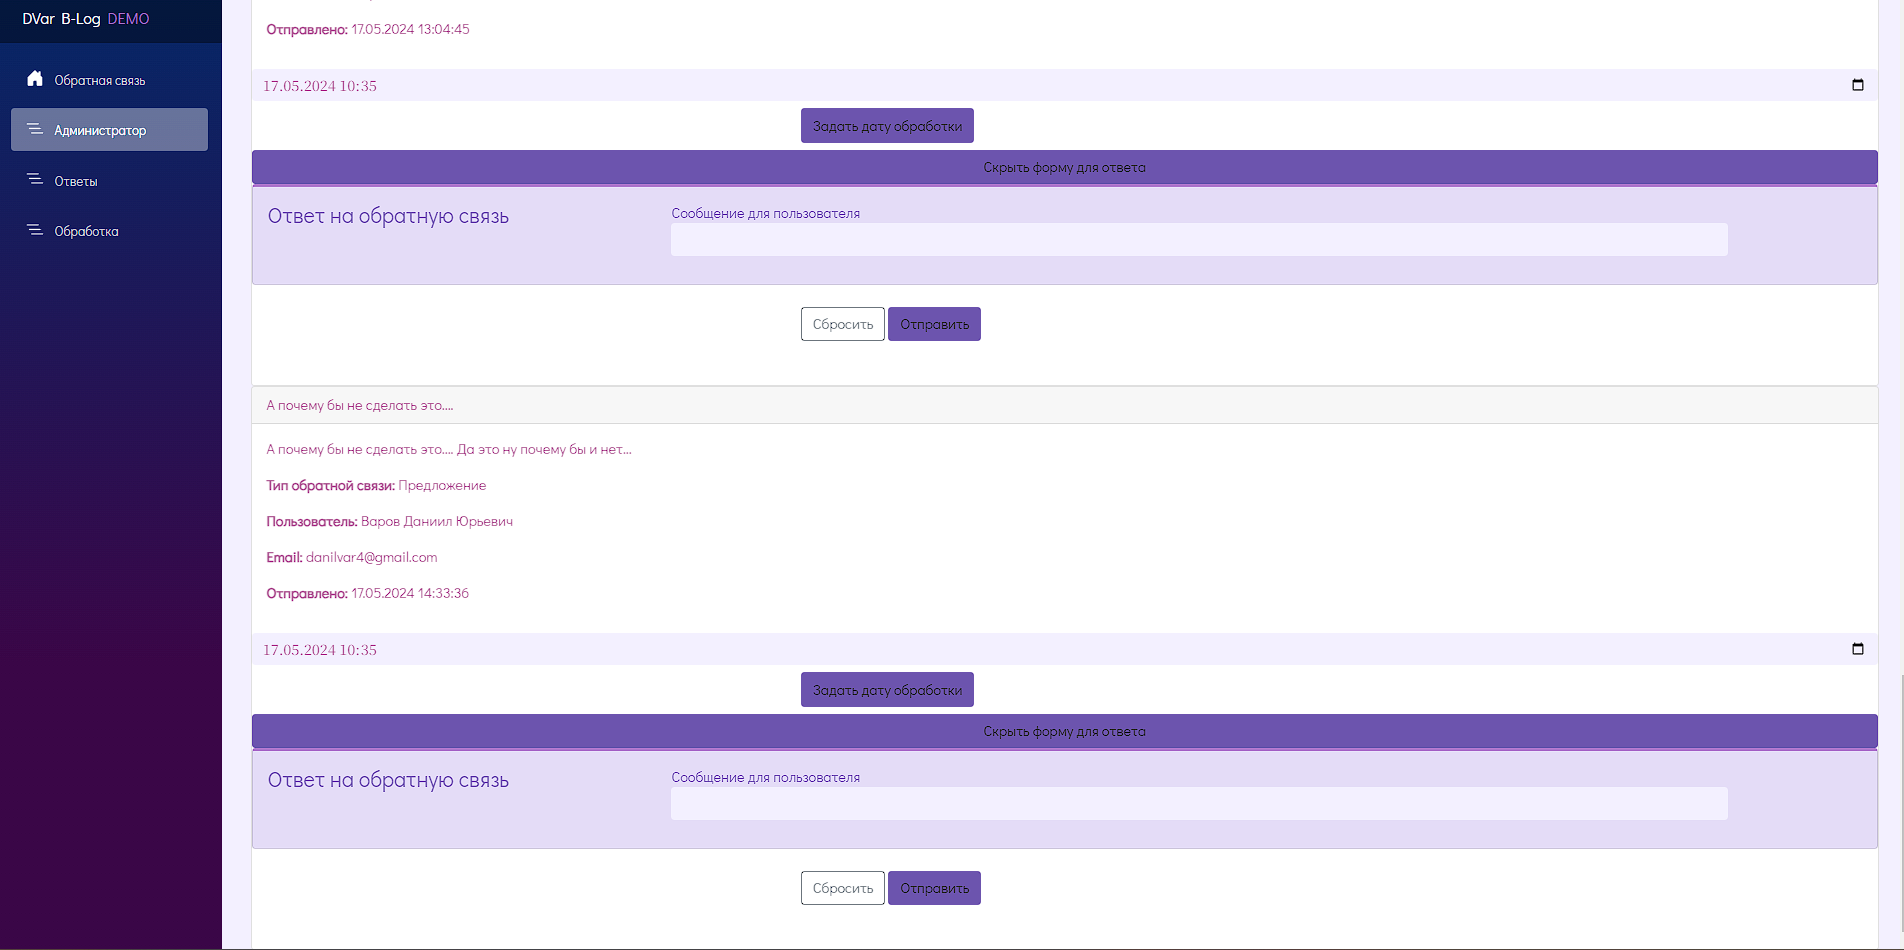 DVar B-Log DEMO
Обратная связь
Администратор
Ответы
Обработка
Отправлено: 17.05.2024 13:04:45
17.05.2024 10:35
Задать дату обработки
Скрыть форму для ответа
Ответ на обратную связь
Сообщение для пользователя
Сбросить
Отправить
А почему бы не сделать это....
А почему бы не сделать это.... Да это ну почему бы и нет...
Тип обратной связи: Предложение
Пользователь: Варов Даниил Юрьевич
Email: danilvar4@gmail.com
Отправлено: 17.05.2024 14:33:36
17.05.2024 10:35
Задать дату обработки
Скрыть форму для ответа
Ответ на обратную связь
Сообщение для пользователя
Сбросить
Отправить